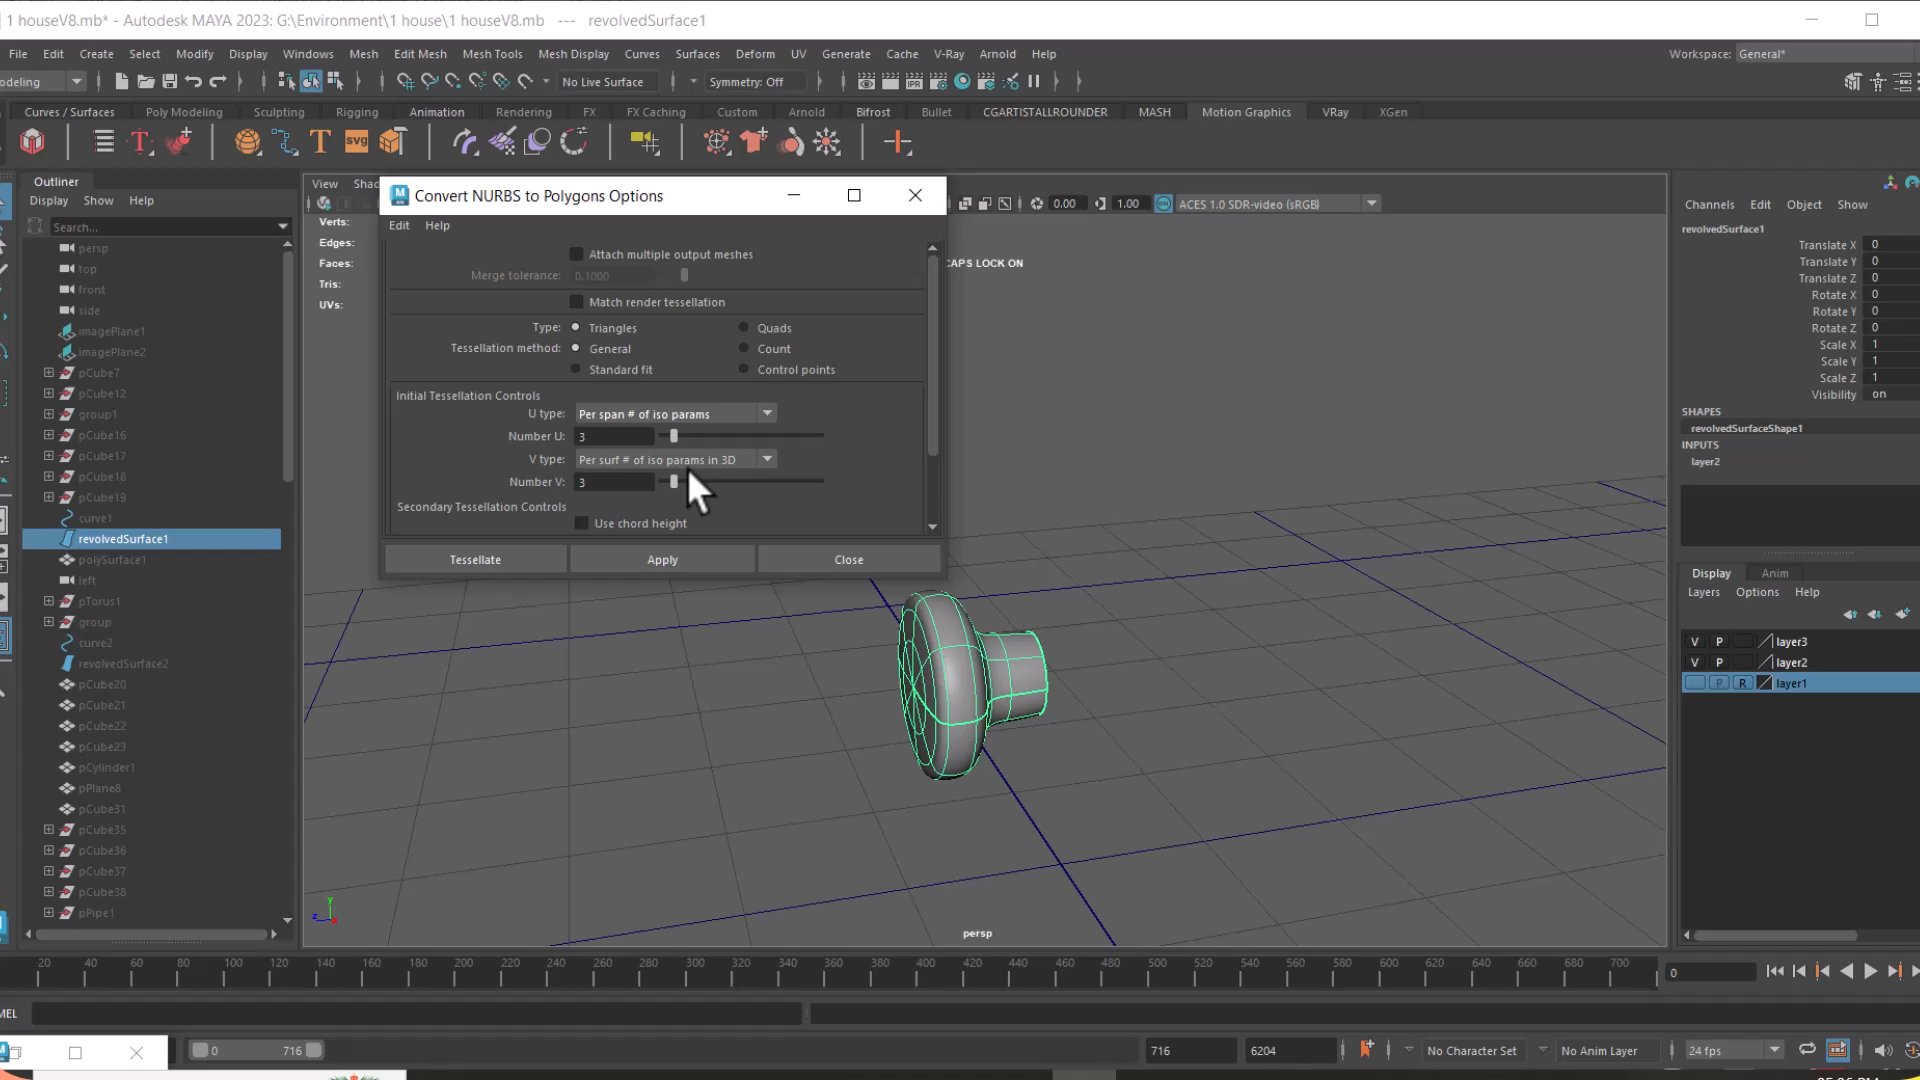 1 houseV8.mb* - Autodesk MAYA 2023: G:\Environment\1 house\1 houseV8.mb --- revolvedSurface1
File Edit Create Select Modify Display Windows Mesh Edit Mesh Mesh Tools Mesh Display Curves Surfaces Deform UV Generate Cache V-Ray Arnold Help
Workspace: General*
odeling No Live Surface Symmetry: Off
Curves / Surfaces Poly Modeling Sculpting Rigging Animation Rendering FX FX Caching Custom Arnold Bifrost Bullet CGARTISTALLROUNDER MASH Motion Graphics VRay XGen
Outliner
Display Show Help
Search...
persp
top
front
side
imagePlane1
imagePlane2
pCube7
pCube12
group1
pCube16
pCube17
pCube18
pCube19
curve1
revolvedSurface1
polySurface1
left
pTorus1
group
curve2
revolvedSurface2
pCube20
pCube21
pCube22
pCube23
pCylinder1
pPlane8
pCube31
pCube35
pCube36
pCube37
pCube38
pPipe1
View Shac
0.00 1.00 ACES 1.0 SDR-video (sRGB)
Verts:
Edges:
Faces:
Tris:
UVs:
CAPS LOCK ON
Convert NURBS to Polygons Options
Edit Help
Attach multiple output meshes
Merge tolerance: 0.1000
Match render tessellation
Type: Triangles Quads
Tessellation method: General Count
Standard fit Control points
Initial Tessellation Controls
U type: Per span # of iso params
Number U: 3
V type: Per surf # of iso params in 3D
Number V: 3
Secondary Tessellation Controls
Use chord height
Tessellate Apply Close
y
z
persp
Channels Edit Object Show
revolvedSurface1
Translate X 0
Translate Y 0
Translate Z 0
Rotate X 0
Rotate Y 0
Rotate Z 0
Scale X 1
Scale Y 1
Scale Z 1
Visibility on
SHAPES
revolvedSurfaceShape1
INPUTS
layer2
Display Anim
Layers Options Help
V P layer3
V P layer2
P R layer1
20 40 60 80 100 120 140 160 180 200 220 240 260 280 300 320 340 360 380 400 420 440 460 480 500 520 540 560 580 600 620 640 660 680 700
0
MEL
0 716 716 6204 No Character Set No Anim Layer 24 fps